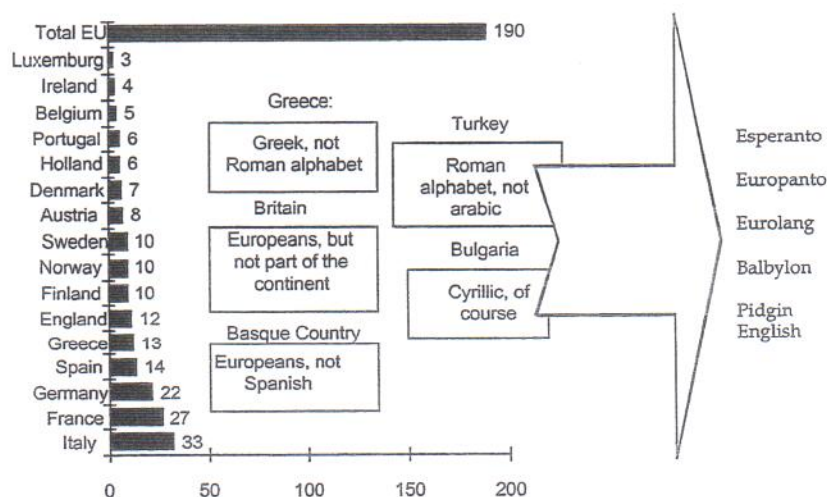 Total EU 190
Luxemburg 3
Ireland 4
Belgium 5
Portugal 6
Holland 6
Denmark 7
Austria 8
Sweden 10
Norway 10
Finland 10
England 12
Greece 13
Spain 14
Germany 22
France 27
Italy 33
0 50 100 150 200
Greece:
Greek, not
Roman alphabet
Britain
Europeans, but
not part of the
continent
Basque Country
Europeans, not
Spanish
Turkey
Roman
alphabet, not
arabic
Bulgaria
Cyrillic, of
course
Esperanto
Europanto
Eurolang
Balbylon
Pidgin
English